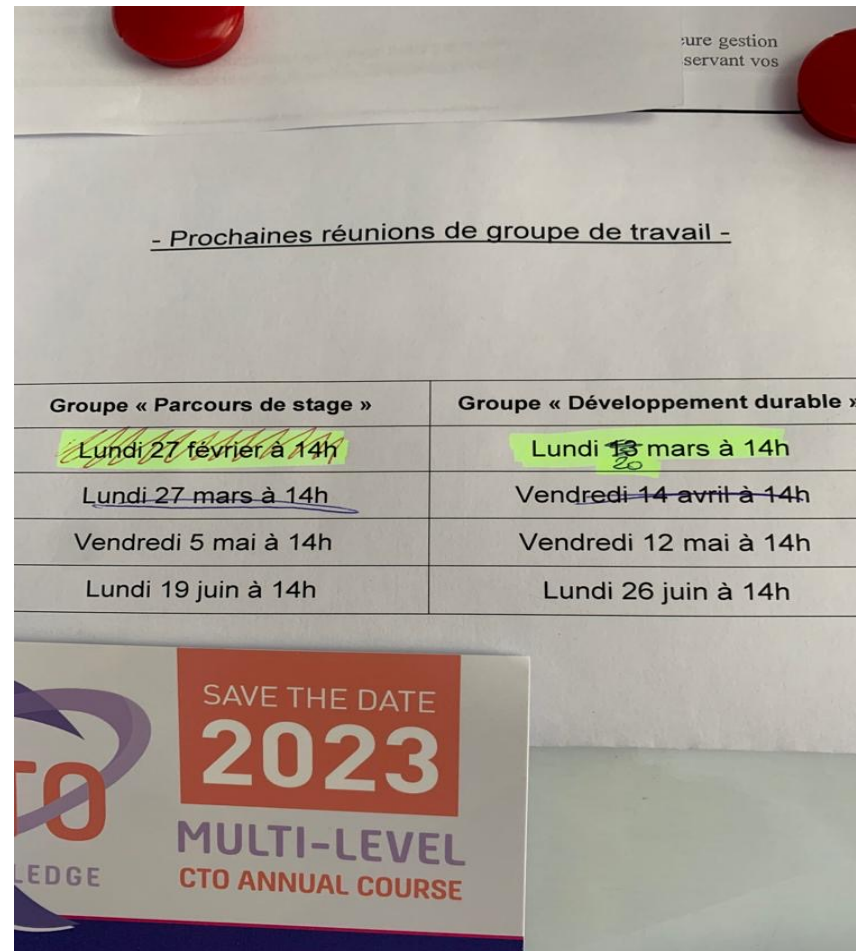 ure gestion
servant vos
- Prochaines réunions de groupe de travail -
Groupe « Parcours de stage » Groupe « Développement durable »
Lundi 27 février à 14h Lundi 13 mars à 14h
20
Lundi 27 mars à 14h Vendredi 14 avril à 14h
Vendredi 5 mai à 14h Vendredi 12 mai à 14h
Lundi 19 juin à 14h Lundi 26 juin à 14h
SAVE THE DATE
2023
TO
MULTI-LEVEL
LEDGE CTO ANNUAL COURSE